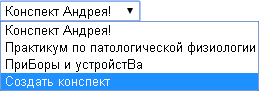 Конспект Андрея!
Конспект Андрея!
Практикум по патологической физиологии
ПриБоры и устройстВа
Создать конспект